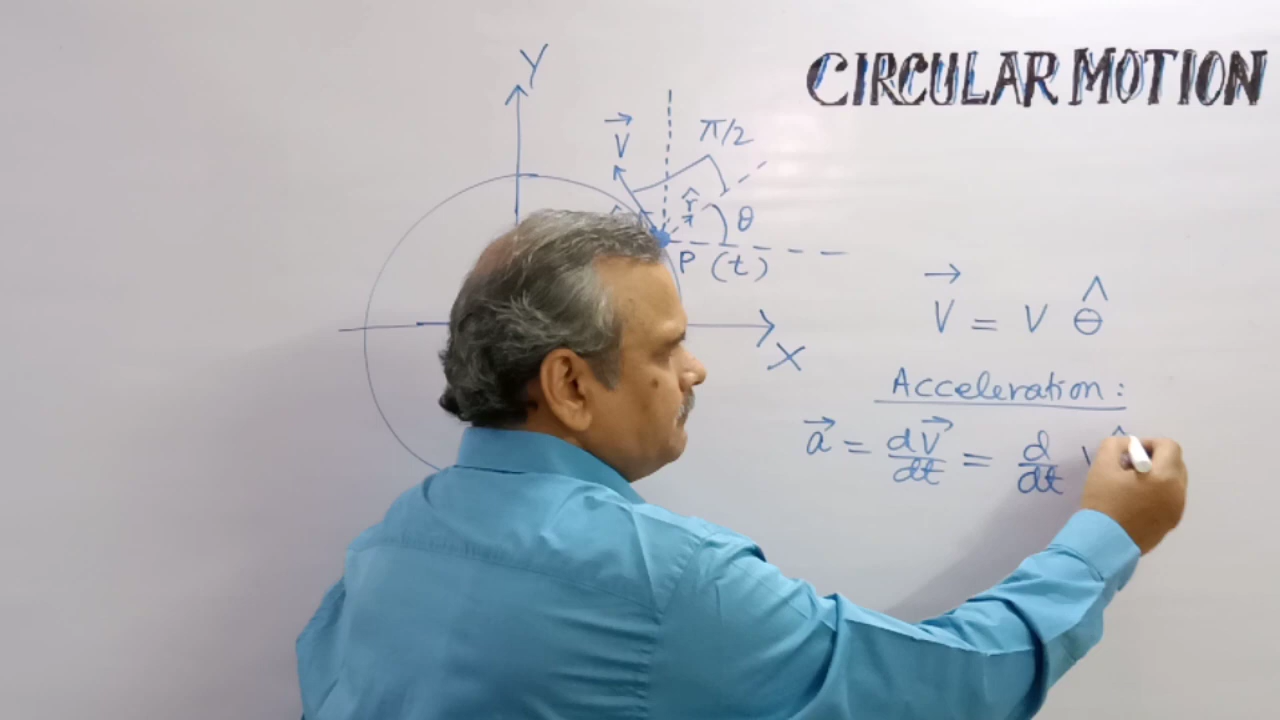 CIRCULAR MOTION
Y
V⃗
π/2
r̂
θ
P (t)
X
V⃗ = V θ̂
Acceleration:
a⃗ = dV⃗/dt = d/dt V